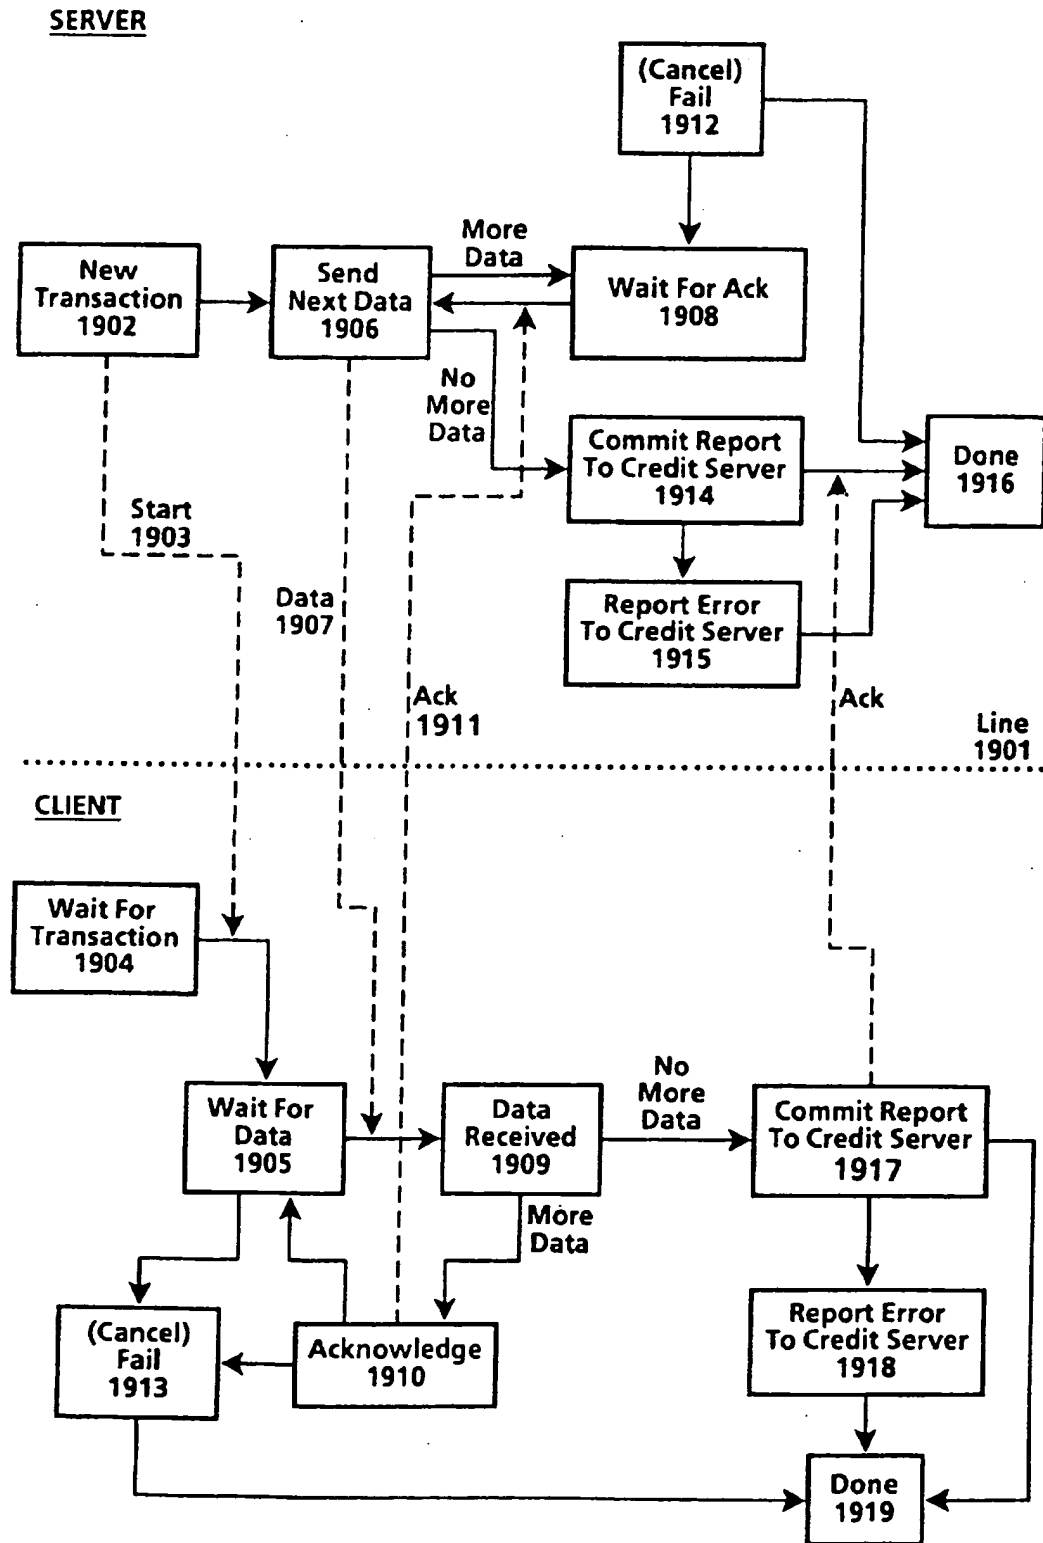 SERVER
(Cancel)
Fail
1912
More
Data
New
Transaction
1902
Send
Next Data
1906
Wait For Ack
1908
No
More
Data
Commit Report
To Credit Server
1914
Done
1916
Start
1903
Data
1907
Report Error
To Credit Server
1915
Ack
1911
Ack
Line
1901
CLIENT
Wait For
Transaction
1904
Wait For
Data
1905
Data
Received
1909
No
More
Data
Commit Report
To Credit Server
1917
More
Data
(Cancel)
Fail
1913
Acknowledge
1910
Report Error
To Credit Server
1918
Done
1919